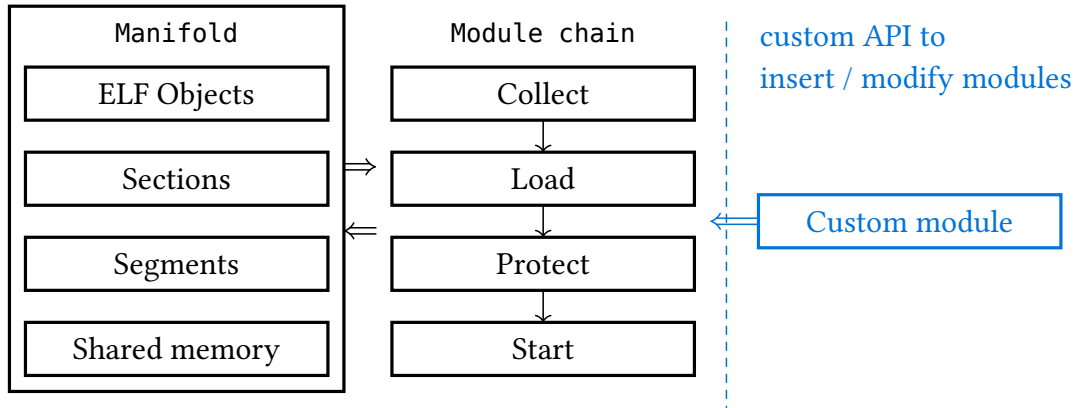 Manifold
ELF Objects
Sections
Segments
Shared memory
Module chain
Collect
Load
Protect
Start
custom API to
insert / modify modules
Custom module